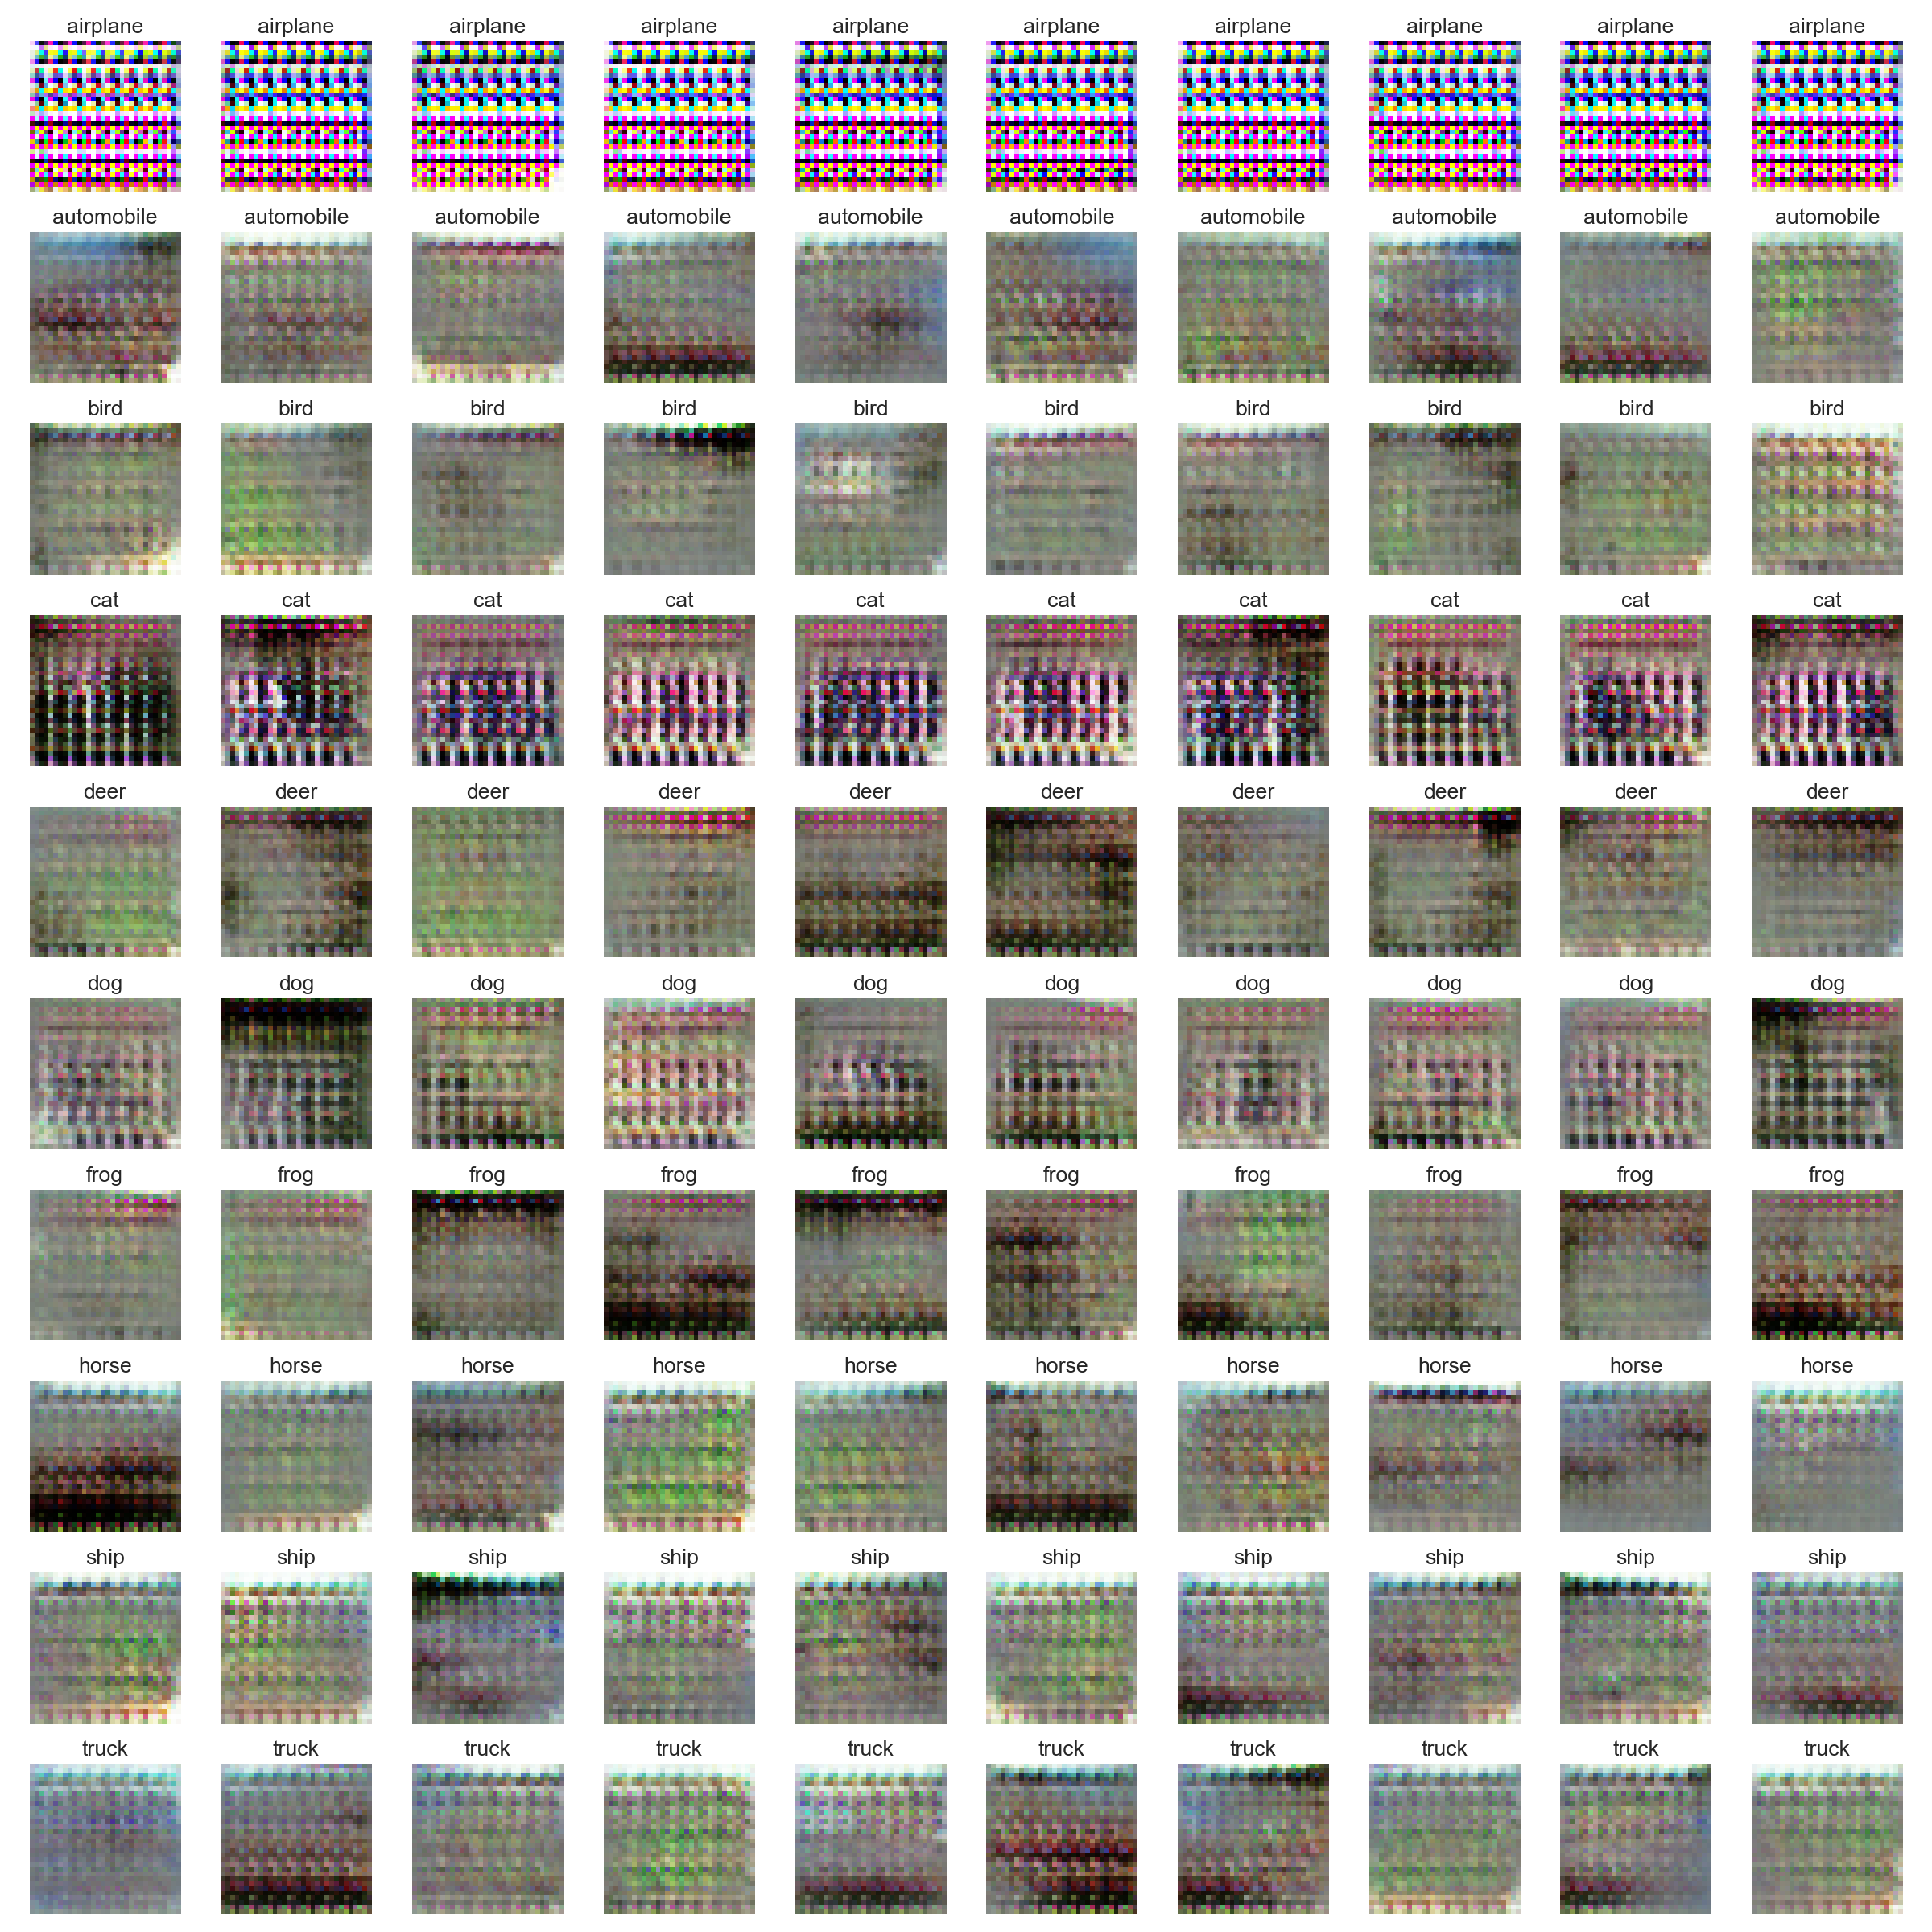 airplane airplane airplane airplane airplane airplane airplane airplane airplane airplane
automobile automobile automobile automobile automobile automobile automobile automobile automobile automobile
bird bird bird bird bird bird bird bird bird bird
cat cat cat cat cat cat cat cat cat cat
deer deer deer deer deer deer deer deer deer deer
dog dog dog dog dog dog dog dog dog dog
frog frog frog frog frog frog frog frog frog frog
horse horse horse horse horse horse horse horse horse horse
ship ship ship ship ship ship ship ship ship ship
truck truck truck truck truck truck truck truck truck truck